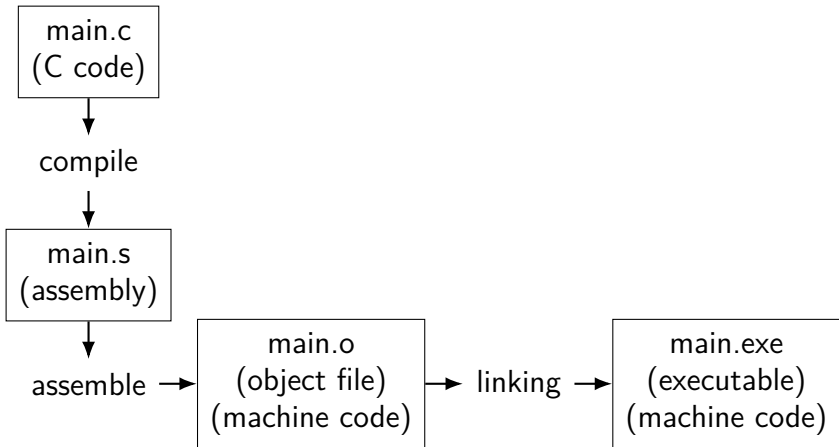 main.c
(C code)
compile
main.s
(assembly)
assemble
main.o
(object file)
(machine code)
linking
main.exe
(executable)
(machine code)